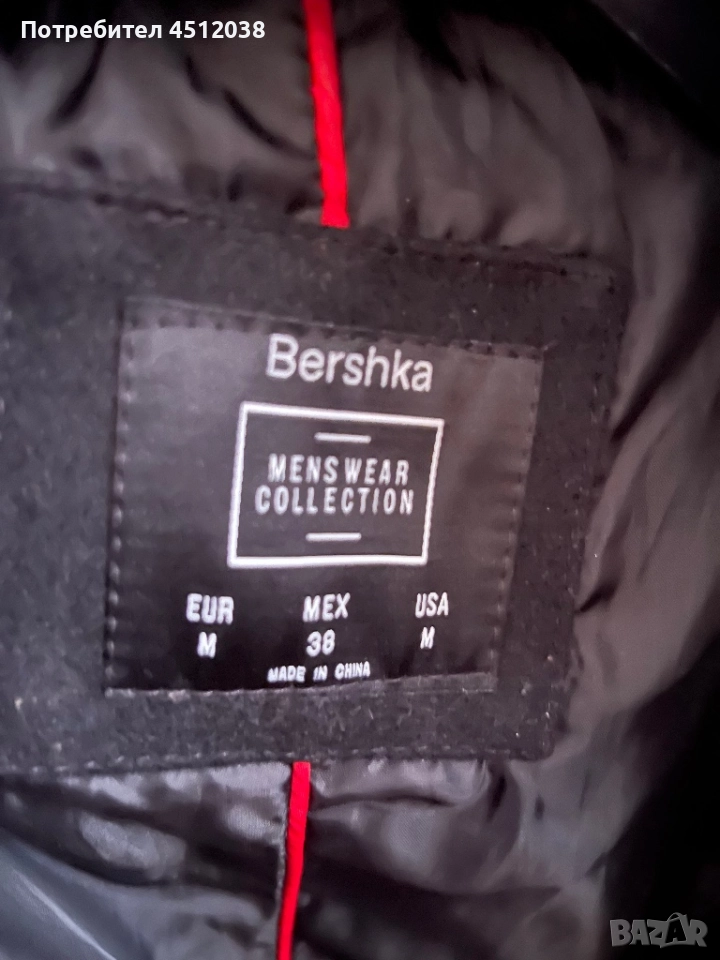 Потребител 4512038
Bershka
MENSWEAR
COLLECTION
EUR MEX USA
M 38 M
MADE IN CHINA
BAZAR